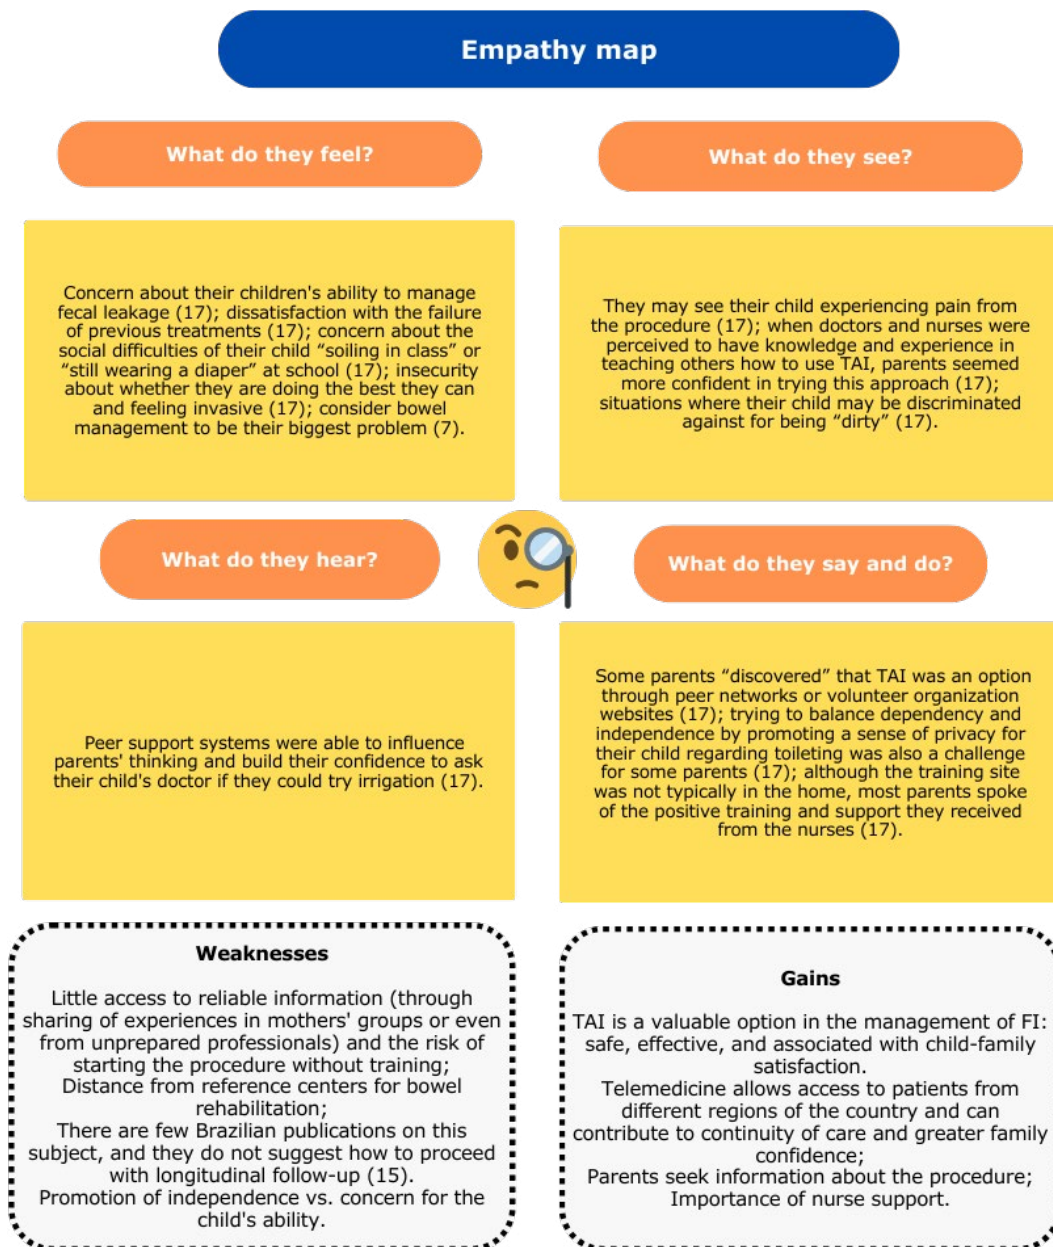 Empathy map
What do they feel?
What do they see?
Concern about their children's ability to manage
fecal leakage (17); dissatisfaction with the failure
of previous treatments (17); concern about the
social difficulties of their child “soiling in class” or
“still wearing a diaper” at school (17); insecurity
about whether they are doing the best they can
and feeling invasive (17); consider bowel
management to be their biggest problem (7).
They may see their child experiencing pain from
the procedure (17); when doctors and nurses were
perceived to have knowledge and experience in
teaching others how to use TAI, parents seemed
more confident in trying this approach (17);
situations where their child may be discriminated
against for being “dirty” (17).
What do they hear?
What do they say and do?
Peer support systems were able to influence
parents' thinking and build their confidence to ask
their child's doctor if they could try irrigation (17).
Some parents “discovered” that TAI was an option
through peer networks or volunteer organization
websites (17); trying to balance dependency and
independence by promoting a sense of privacy for
their child regarding toileting was also a challenge
for some parents (17); although the training site
was not typically in the home, most parents spoke
of the positive training and support they received
from the nurses (17).
Weaknesses
Little access to reliable information (through
sharing of experiences in mothers' groups or even
from unprepared professionals) and the risk of
starting the procedure without training;
Distance from reference centers for bowel
rehabilitation;
There are few Brazilian publications on this
subject, and they do not suggest how to proceed
with longitudinal follow-up (15).
Promotion of independence vs. concern for the
child's ability.
Gains
TAI is a valuable option in the management of FI:
safe, effective, and associated with child-family
satisfaction.
Telemedicine allows access to patients from
different regions of the country and can
contribute to continuity of care and greater family
confidence;
Parents seek information about the procedure;
Importance of nurse support.